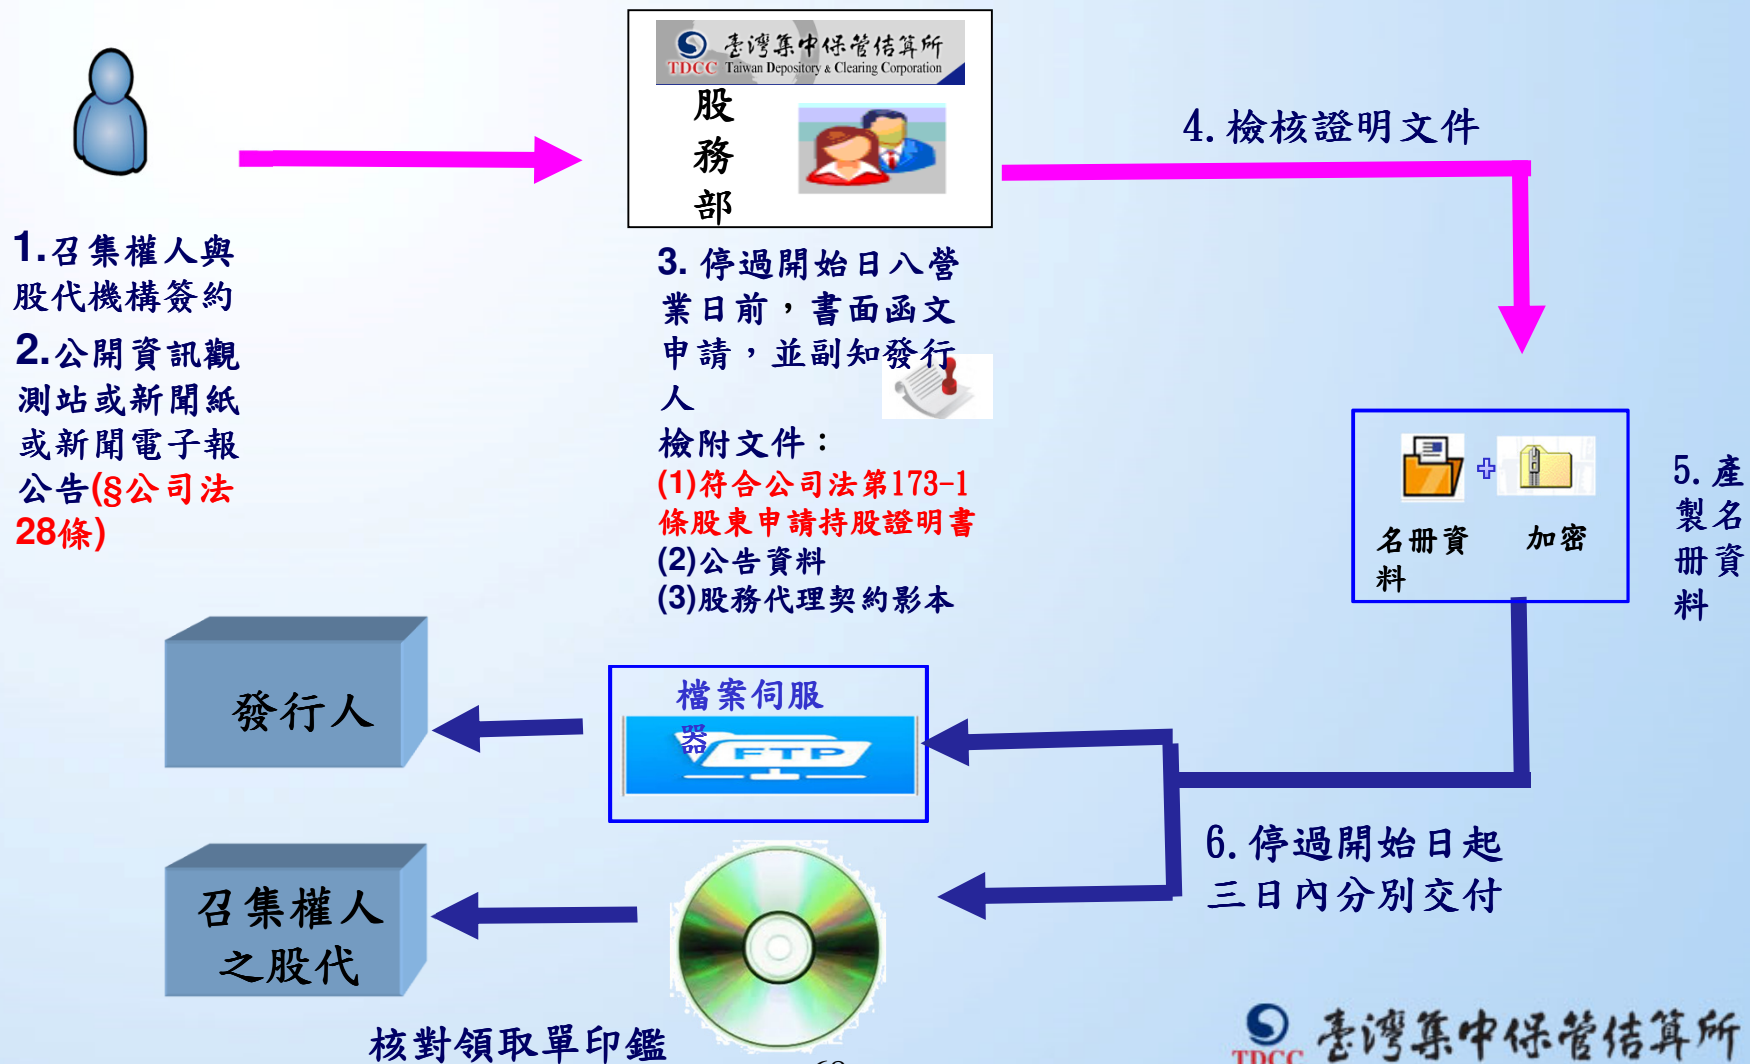 臺灣集中保管結算所
TDCC Taiwan Depository & Clearing Corporation
股
務
部
1.召集權人與
股代機構簽約
2.公開資訊觀
測站或新聞紙
或新聞電子報
公告(§公司法
28條)
3. 停過開始日八營
業日前，書面函文
申請，並副知發行
人
檢附文件：
(1)符合公司法第173-1
條股東申請持股證明書
(2)公告資料
(3)股務代理契約影本
4.檢核證明文件
名冊資
料
加密
5.產
製名
冊資
料
檔案伺服
器
FTP
發行人
6.停過開始日起
三日內分別交付
召集權人
之股代
核對領取單印鑑
臺灣集中保管結算所
TDCC